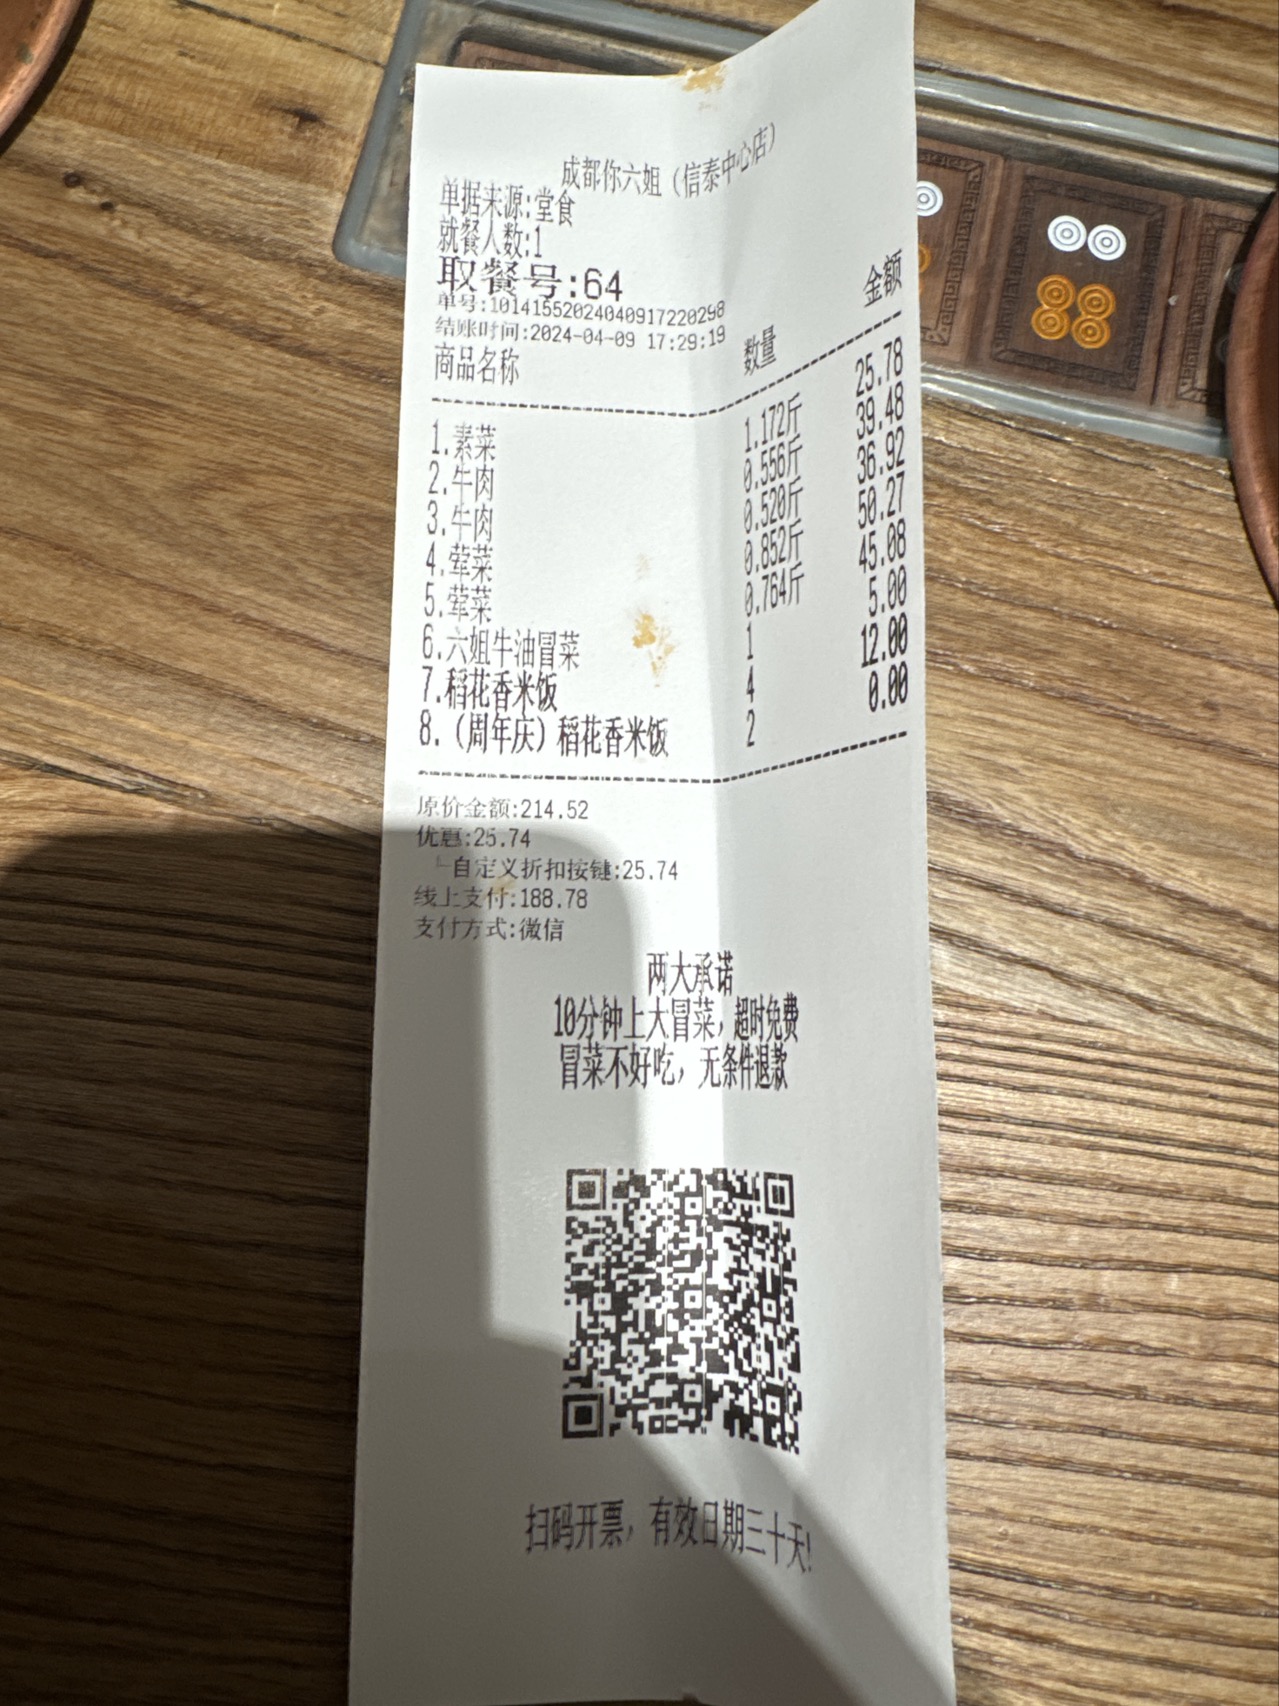 成都你六姐（信泰中心店）
单据来源:堂食
就餐人数:1
取餐号:64
单号:10141552024040917220298
结账时间:2024-04-09 17:29:19
商品名称 数量 金额
1.素菜 1.172斤 25.78
2.牛肉 0.556斤 39.48
3.牛肉 0.520斤 36.92
4.荤菜 0.852斤 50.27
5.荤菜 0.764斤 45.08
6.六姐牛油冒菜 1 5.00
7.稻花香米饭 4 12.00
8.（周年庆）稻花香米饭 2 0.00
原价金额:214.52
优惠:25.74
└自定义折扣按键:25.74
线上支付:188.78
支付方式:微信
两大承诺
10分钟上大冒菜，超时免费
冒菜不好吃，无条件退款
扫码开票，有效日期三十天!